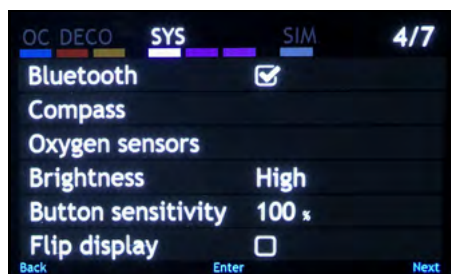 OC DECO SYS SIM 4/7
Bluetooth
Compass
Oxygen sensors
Brightness High
Button sensitivity 100 %
Flip display
Back Enter Next